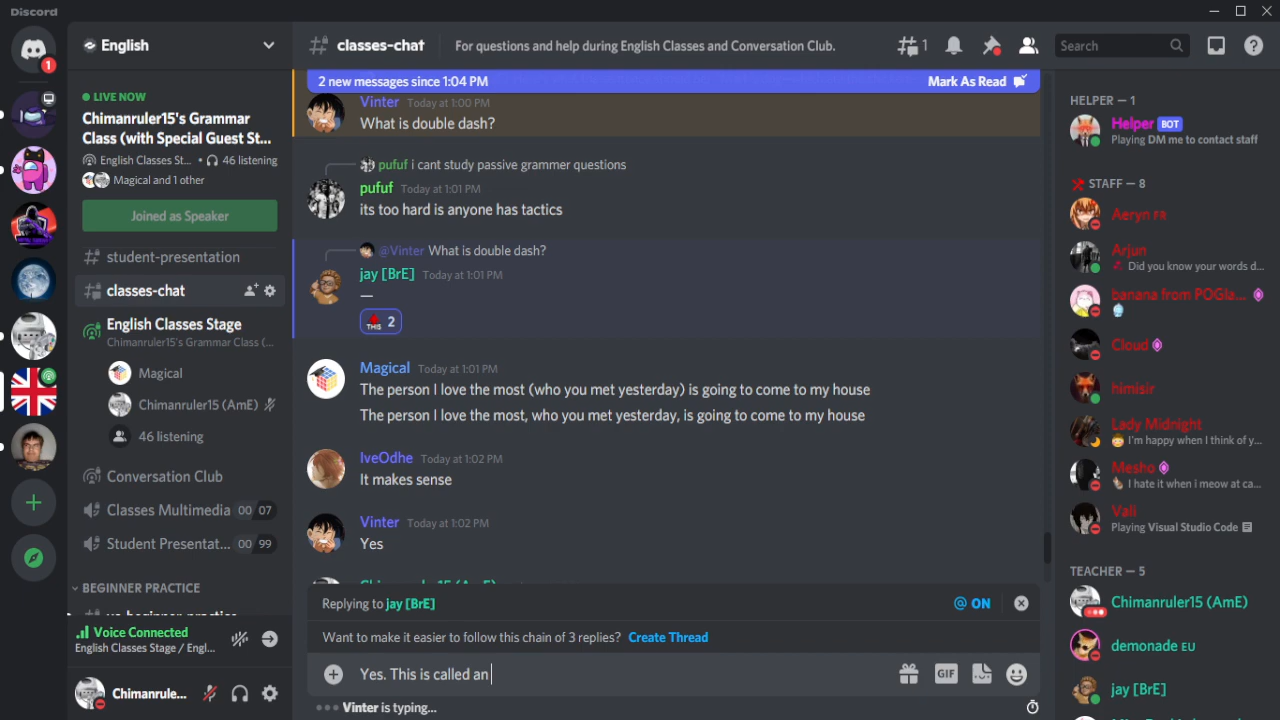 Discord
English
classes-chat
For questions and help during English Classes and Conversation Club.
1
Search
1
LIVE NOW
Chimanruler15's Grammar
Class (with Special Guest St...
English Classes St... • 46 listening
Magical and 1 other
Joined as Speaker
student-presentation
classes-chat
English Classes Stage
Chimanruler15's Grammar Class (...
Magical
Chimanruler15 (AmE)
46 listening
Conversation Club
Classes Multimedia 00 07
Student Presentat... 00 99
BEGINNER PRACTICE
Voice Connected
English Classes Stage / Engl...
Chimanrule...
2 new messages since 1:04 PM
Mark As Read
Vinter Today at 1:00 PM
What is double dash?
pufuf i cant study passive grammer questions
pufuf Today at 1:01 PM
its too hard is anyone has tactics
@Vinter What is double dash?
jay [BrE] Today at 1:01 PM
—
THIS 2
Magical Today at 1:01 PM
The person I love the most (who you met yesterday) is going to come to my house
The person I love the most, who you met yesterday, is going to come to my house
IveOdhe Today at 1:02 PM
It makes sense
Vinter Today at 1:02 PM
Yes
Replying to jay [BrE]
@ ON
Want to make it easier to follow this chain of 3 replies? Create Thread
Yes. This is called an
GIF
Vinter is typing...
HELPER — 1
Helper BOT
Playing DM me to contact staff
STAFF — 8
Aeryn FR
Arjun
Did you know your words d...
banana from POGla...
Cloud
himisir
Lady Midnight
I'm happy when I think of y...
Mesho
I hate it when i meow at ca...
Vali
Playing Visual Studio Code
TEACHER — 5
Chimanruler15 (AmE)
demonade EU
jay [BrE]